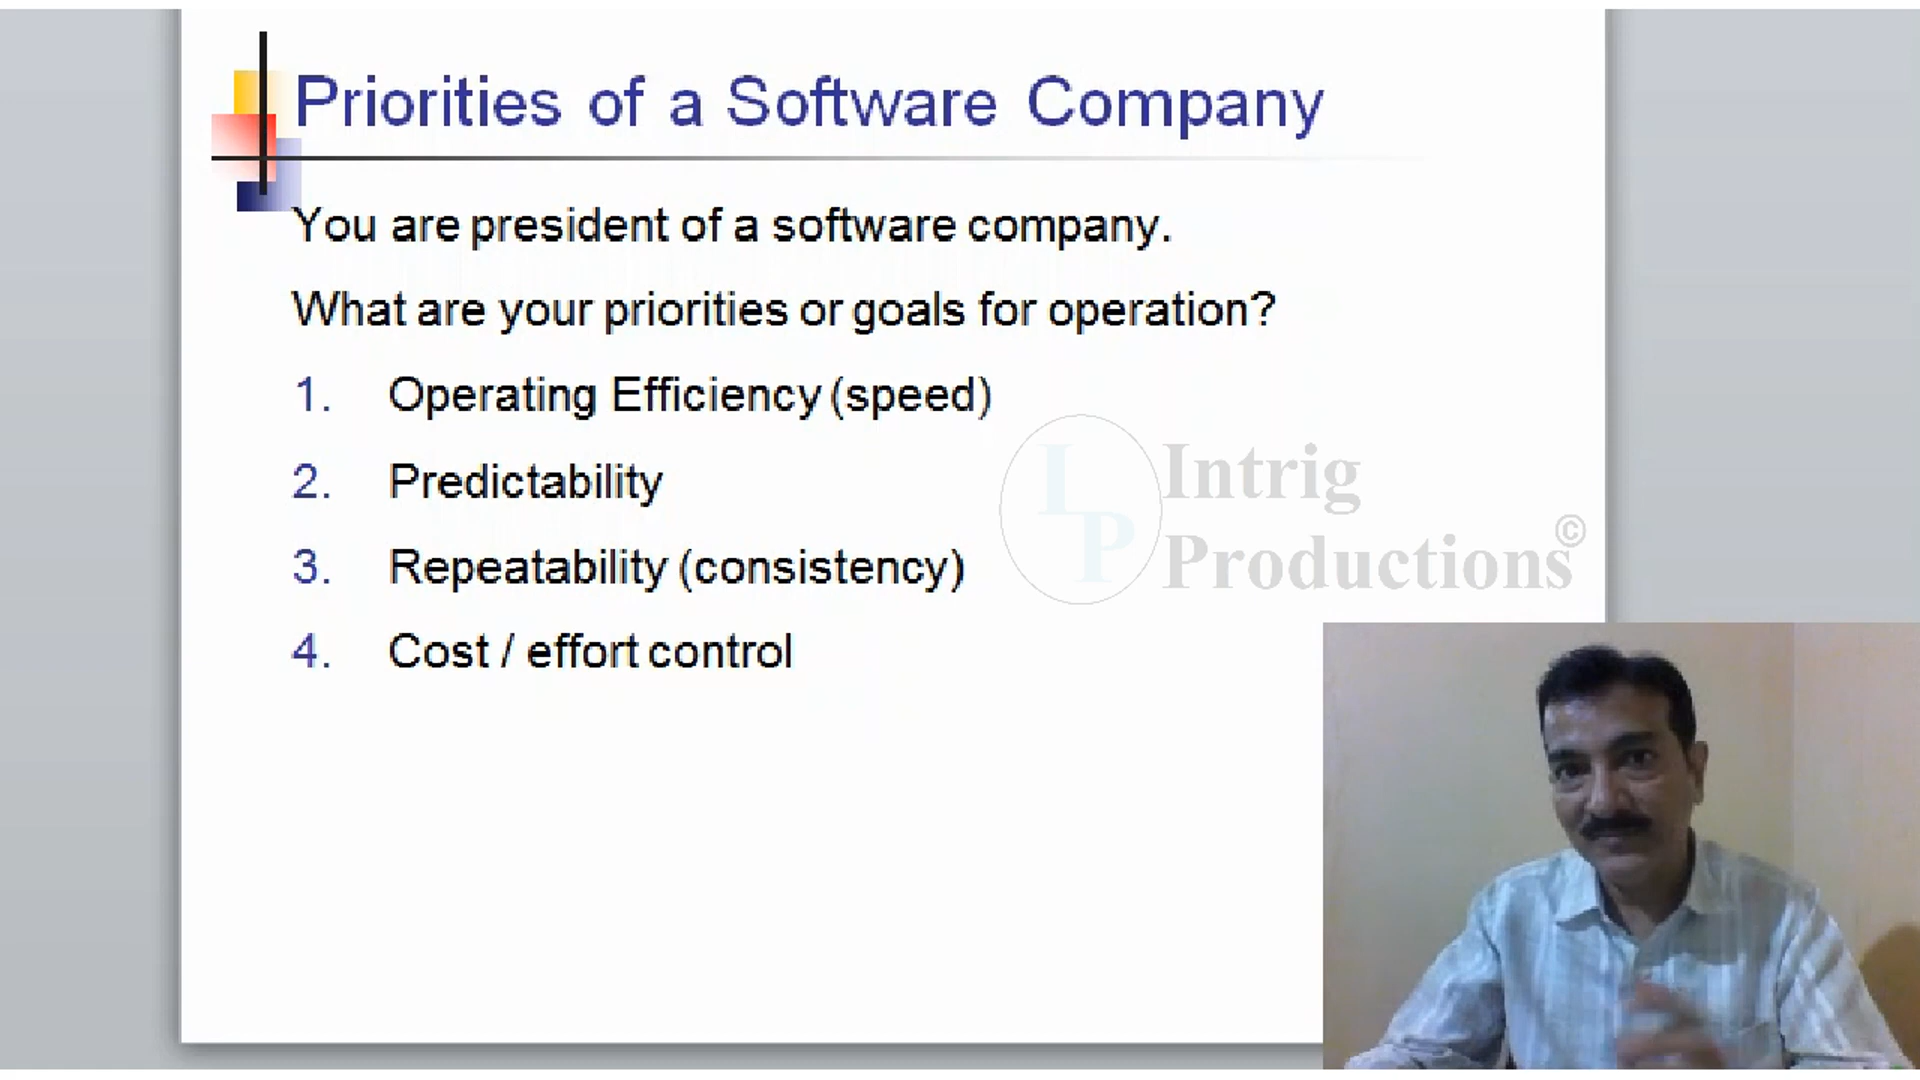 Priorities of a Software Company
You are president of a software company.
What are your priorities or goals for operation?
1. Operating Efficiency (speed)
2. Predictability
3. Repeatability (consistency)
4. Cost / effort control
I P
Intrig
Productions©